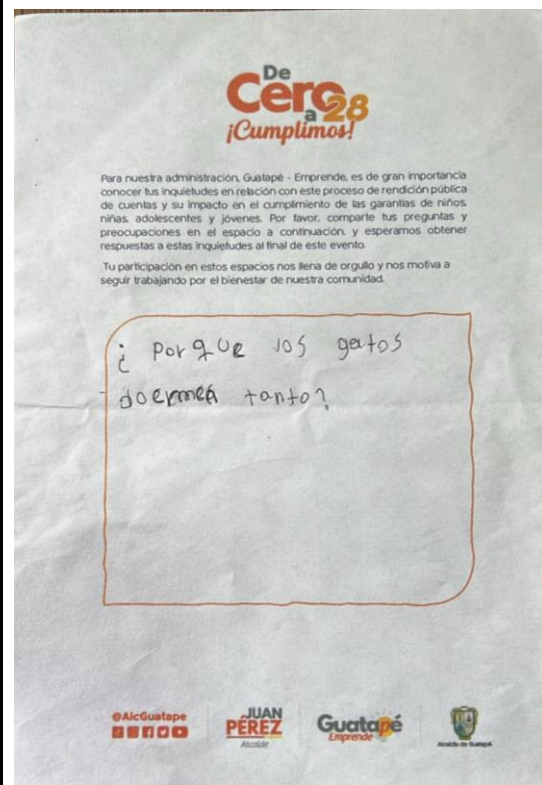 De
Cero
a 28
¡Cumplimos!
Para nuestra administración, Guatapé - Emprende, es de gran importancia
conocer tus inquietudes en relación con este proceso de rendición pública
de cuentas y su impacto en el cumplimiento de las garantías de niños,
niñas, adolescentes y jóvenes. Por favor, comparte tus preguntas y
preocupaciones en el espacio a continuación, y esperamos obtener
respuestas a estas inquietudes al final de este evento.
Tu participación en estos espacios nos llena de orgullo y nos motiva a
seguir trabajando por el bienestar de nuestra comunidad.
¿ porque los gatos
doermen tanto?
@AlcGuatape
JUAN
PÉREZ
Alcalde
Guatapé
Emprende
Alcaldía de Guatapé